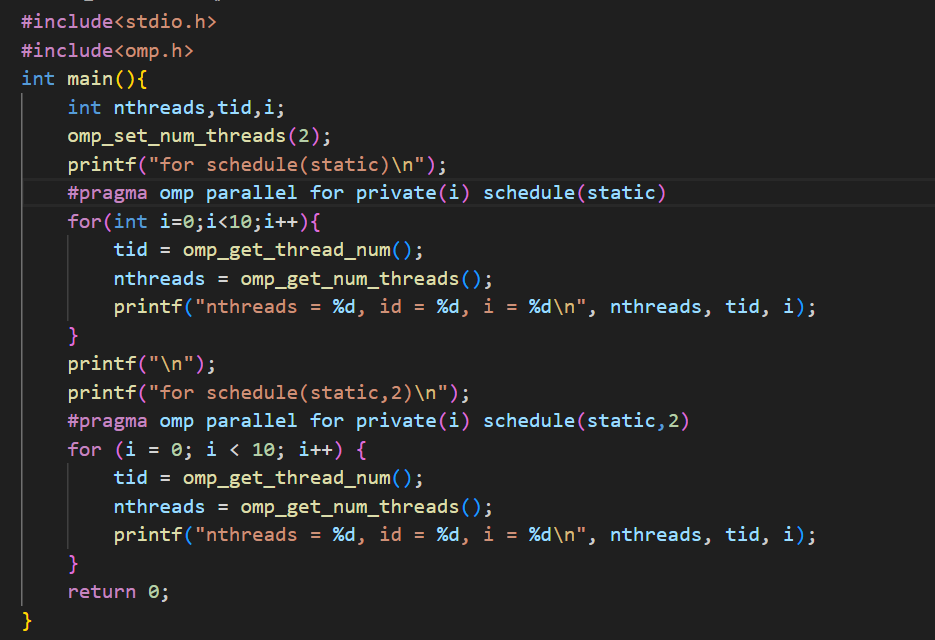 #include<stdio.h>
#include<omp.h>
int main(){
    int nthreads,tid,i;
    omp_set_num_threads(2);
    printf("for schedule(static)\n");
    #pragma omp parallel for private(i) schedule(static)
    for(int i=0;i<10;i++){
        tid = omp_get_thread_num();
        nthreads = omp_get_num_threads();
        printf("nthreads = %d, id = %d, i = %d\n", nthreads, tid, i);
    }
    printf("\n");
    printf("for schedule(static,2)\n");
    #pragma omp parallel for private(i) schedule(static,2)
    for (i = 0; i < 10; i++) {
        tid = omp_get_thread_num();
        nthreads = omp_get_num_threads();
        printf("nthreads = %d, id = %d, i = %d\n", nthreads, tid, i);
    }
    return 0;
}